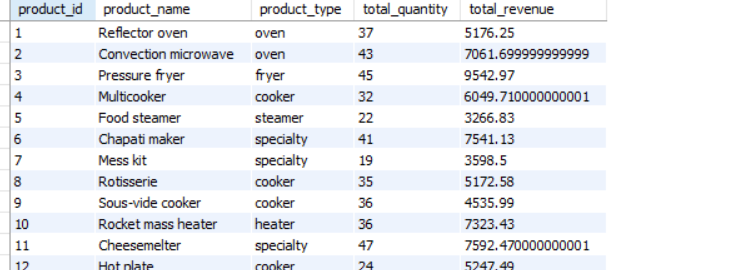 product_id product_name product_type total_quantity total_revenue
1 Reflector oven oven 37 5176.25
2 Convection microwave oven 43 7061.699999999999
3 Pressure fryer fryer 45 9542.97
4 Multicooker cooker 32 6049.710000000001
5 Food steamer steamer 22 3266.83
6 Chapati maker specialty 41 7541.13
7 Mess kit specialty 19 3598.5
8 Rotisserie cooker 35 5172.58
9 Sous-vide cooker cooker 36 4535.99
10 Rocket mass heater heater 36 7323.43
11 Cheesemelter specialty 47 7592.470000000001
12 Hot plate cooker 24 5247.49